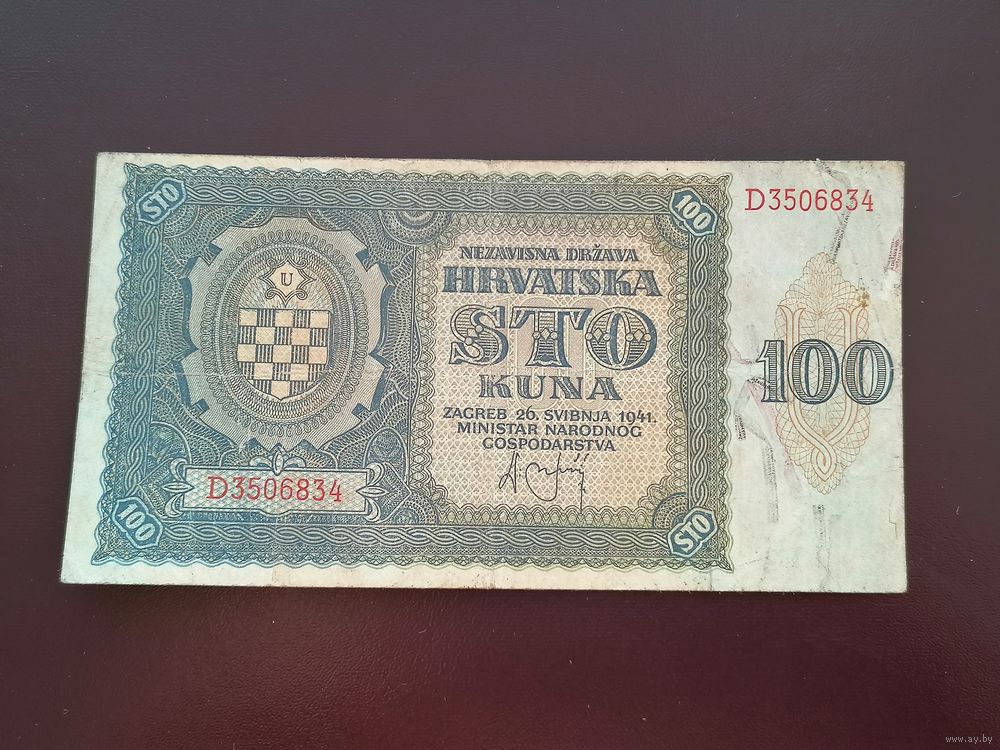 STO
100
D3506834
U
NEZAVISNA DRŽAVA
HRVATSKA
STO
KUNA
ZAGREB 26. SVIBNJA 1941.
MINISTAR NARODNOG
GOSPODARSTVA
100
D3506834
100
STO
www.ay.by